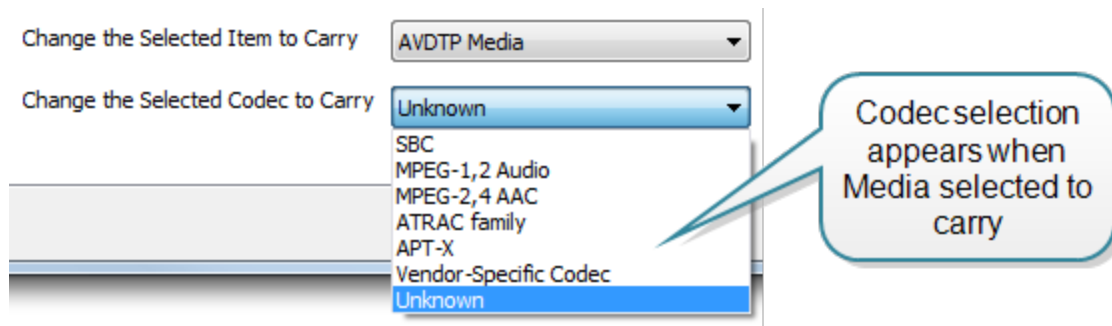 Change the Selected Item to Carry
AVDTP Media
Change the Selected Codec to Carry
Unknown
SBC
MPEG-1,2 Audio
MPEG-2,4 AAC
ATRAC family
APT-X
Vendor-Specific Codec
Unknown
Codec selection
appears when
Media selected to
carry